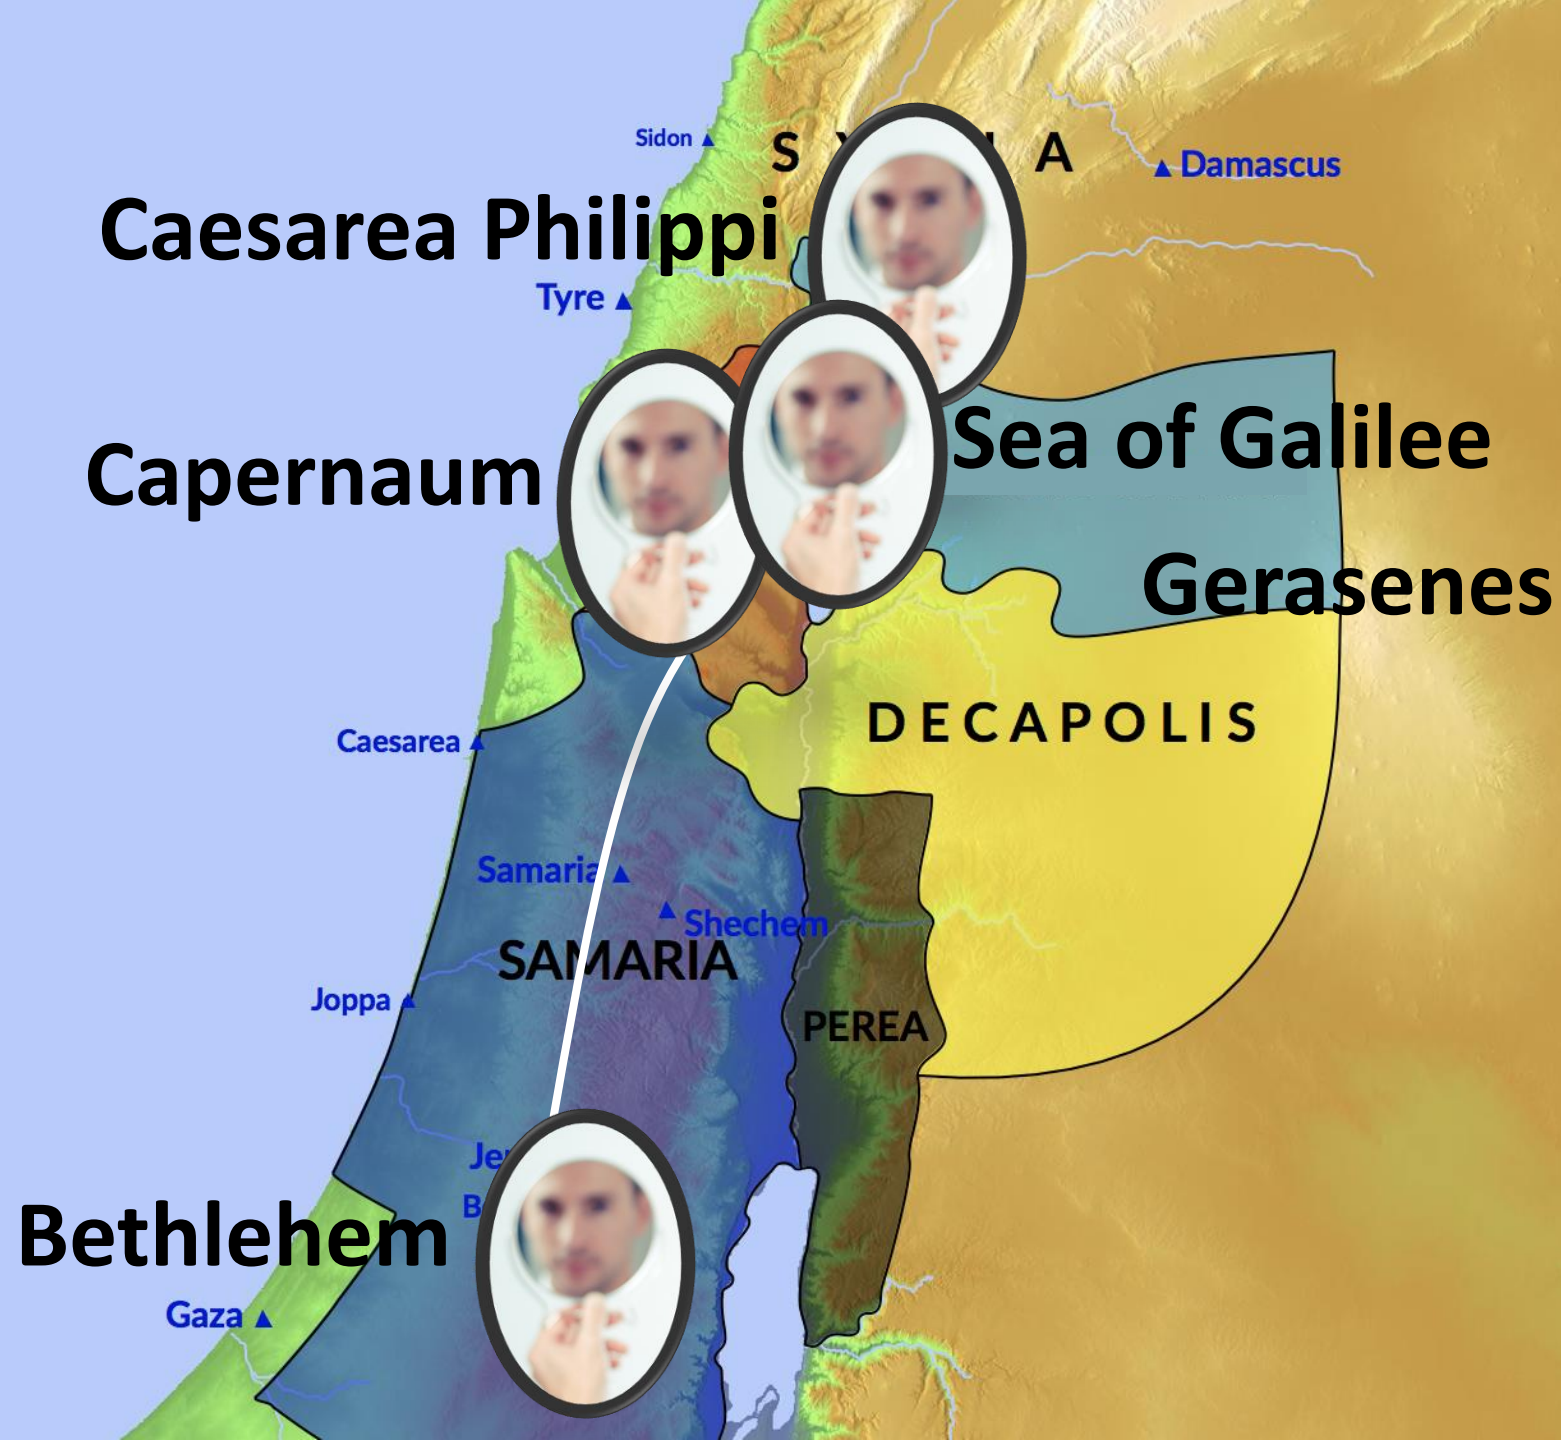 Sidon
S Y I A
Damascus
Caesarea Philippi
Tyre
Sea of Galilee
Capernaum
Gerasenes
DECAPOLIS
Caesarea
Samaria
Shechem
SAMARIA
Joppa
PEREA
Je
B
Bethlehem
Gaza